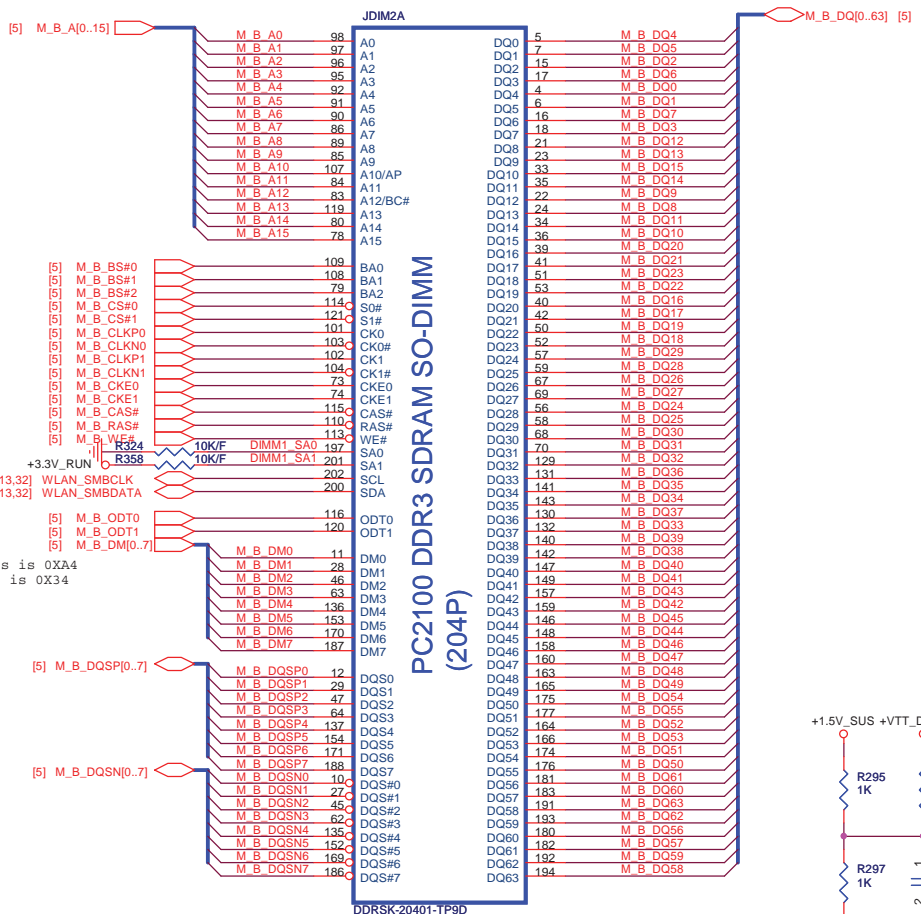 JDIM2A
[5] M_B_A[0..15]
M_B_DQ[0..63] [5]
M_B_A0 98 A0 DQ0 5 M_B_DQ4
M_B_A1 97 A1 DQ1 7 M_B_DQ5
M_B_A2 96 A2 DQ2 15 M_B_DQ2
M_B_A3 95 A3 DQ3 17 M_B_DQ6
M_B_A4 92 A4 DQ4 4 M_B_DQ0
M_B_A5 91 A5 DQ5 6 M_B_DQ1
M_B_A6 90 A6 DQ6 16 M_B_DQ7
M_B_A7 86 A7 DQ7 18 M_B_DQ3
M_B_A8 89 A8 DQ8 21 M_B_DQ12
M_B_A9 85 A9 DQ9 23 M_B_DQ13
M_B_A10 107 A10/AP DQ10 33 M_B_DQ15
M_B_A11 84 A11 DQ11 35 M_B_DQ14
M_B_A12 83 A12/BC# DQ12 22 M_B_DQ9
M_B_A13 119 A13 DQ13 24 M_B_DQ8
M_B_A14 80 A14 DQ14 34 M_B_DQ11
M_B_A15 78 A15 DQ15 36 M_B_DQ10
DQ16 39 M_B_DQ20
[5] M_B_BS#0 109 BA0 DQ17 41 M_B_DQ21
[5] M_B_BS#1 108 BA1 DQ18 51 M_B_DQ23
[5] M_B_BS#2 79 BA2 DQ19 53 M_B_DQ22
[5] M_B_CS#0 114 S0# DQ20 40 M_B_DQ16
[5] M_B_CS#1 121 S1# DQ21 42 M_B_DQ17
[5] M_B_CLKP0 101 CK0 DQ22 50 M_B_DQ19
[5] M_B_CLKN0 103 CK0# DQ23 52 M_B_DQ18
[5] M_B_CLKP1 102 CK1 DQ24 57 M_B_DQ29
[5] M_B_CLKN1 104 CK1# DQ25 59 M_B_DQ28
[5] M_B_CKE0 73 CKE0 DQ26 67 M_B_DQ26
[5] M_B_CKE1 74 CKE1 DQ27 69 M_B_DQ27
[5] M_B_CAS# 115 CAS# DQ28 56 M_B_DQ24
[5] M_B_RAS# 110 RAS# DQ29 58 M_B_DQ25
[5] M_B_WE# 113 WE# DQ30 68 M_B_DQ30
R324 10K/F DIMM1_SA0 197 SA0 DQ31 70 M_B_DQ31
+3.3V_RUN R358 10K/F DIMM1_SA1 201 SA1 DQ32 129 M_B_DQ32
13,32] WLAN_SMBCLK 202 SCL DQ33 131 M_B_DQ36
13,32] WLAN_SMBDATA 200 SDA DQ34 141 M_B_DQ35
DQ35 143 M_B_DQ34
[5] M_B_ODT0 116 ODT0 DQ36 130 M_B_DQ37
[5] M_B_ODT1 120 ODT1 DQ37 132 M_B_DQ33
[5] M_B_DM[0..7] DQ38 140 M_B_DQ39
M_B_DM0 11 DM0 DQ39 142 M_B_DQ38
s is 0XA4 M_B_DM1 28 DM1 DQ40 147 M_B_DQ40
is 0X34 M_B_DM2 46 DM2 DQ41 149 M_B_DQ41
M_B_DM3 63 DM3 DQ42 157 M_B_DQ43
M_B_DM4 136 DM4 DQ43 159 M_B_DQ42
M_B_DM5 153 DM5 DQ44 146 M_B_DQ45
M_B_DM6 170 DM6 DQ45 148 M_B_DQ44
M_B_DM7 187 DM7 DQ46 158 M_B_DQ46
DQ47 160 M_B_DQ47
[5] M_B_DQSP[0..7]
M_B_DQSP0 12 DQS0 DQ48 163 M_B_DQ48
M_B_DQSP1 29 DQS1 DQ49 165 M_B_DQ49
M_B_DQSP2 47 DQS2 DQ50 175 M_B_DQ54
M_B_DQSP3 64 DQS3 DQ51 177 M_B_DQ55
M_B_DQSP4 137 DQS4 DQ52 164 M_B_DQ52
M_B_DQSP5 154 DQS5 DQ53 166 M_B_DQ53
M_B_DQSP6 171 DQS6 DQ54 174 M_B_DQ51
M_B_DQSP7 188 DQS7 DQ55 176 M_B_DQ50
[5] M_B_DQSN[0..7]
M_B_DQSN0 10 DQS#0 DQ56 181 M_B_DQ61
M_B_DQSN1 27 DQS#1 DQ57 183 M_B_DQ60
M_B_DQSN2 45 DQS#2 DQ58 191 M_B_DQ63
M_B_DQSN3 62 DQS#3 DQ59 193 M_B_DQ62
M_B_DQSN4 135 DQS#4 DQ60 180 M_B_DQ56
M_B_DQSN5 152 DQS#5 DQ61 182 M_B_DQ57
M_B_DQSN6 169 DQS#6 DQ62 192 M_B_DQ59
M_B_DQSN7 186 DQS#7 DQ63 194 M_B_DQ58
PC2100 DDR3 SDRAM SO-DIMM
(204P)
DDRSK-20401-TP9D
+1.5V_SUS +VTT_D
R295
1K
R297
1K